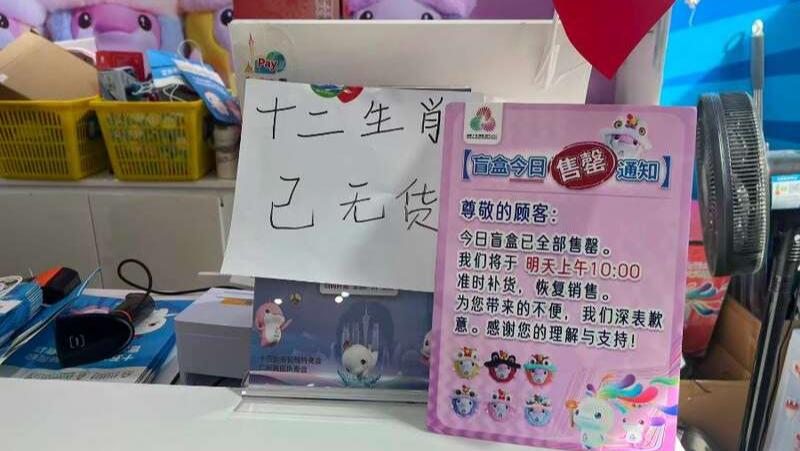 Pay
十二生肖
已无货
【盲盒今日售罄通知】
尊敬的顾客：
今日盲盒已全部售罄。
我们将于 明天上午10:00
准时补货，恢复销售。
为您带来的不便，我们深表歉
意。感谢您的理解与支持！